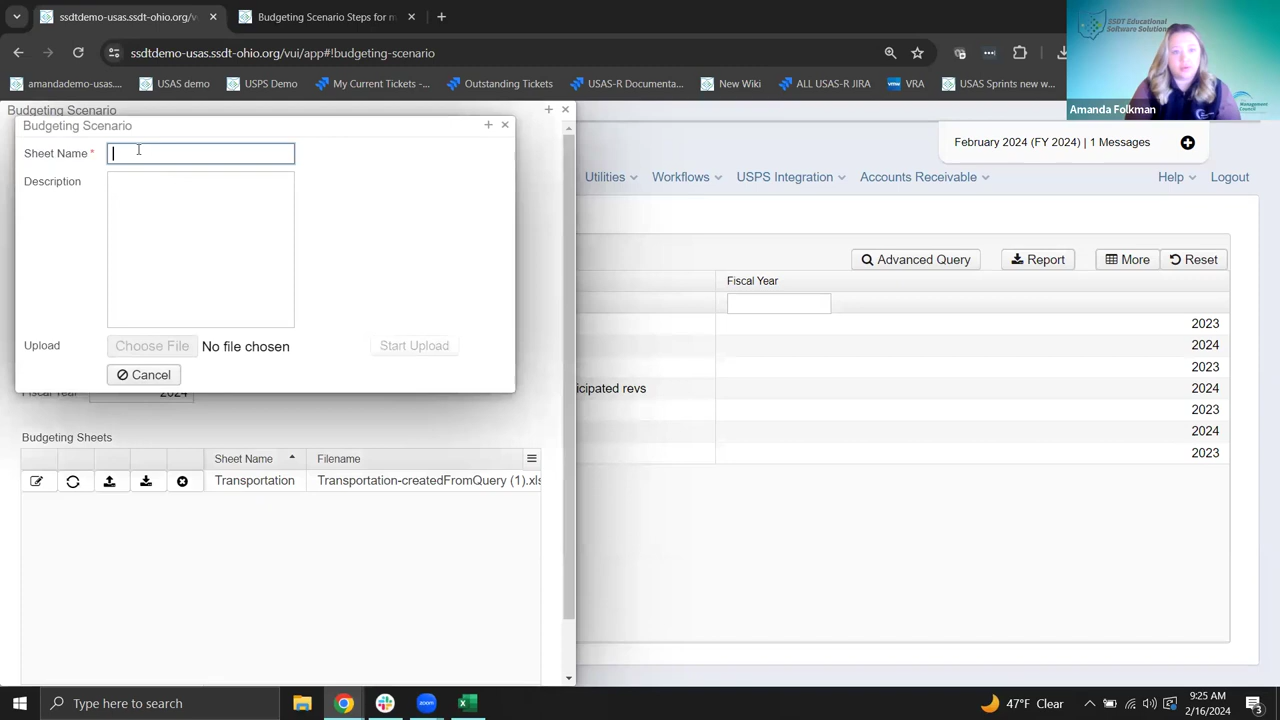 ssdtdemo-usas.ssdt-ohio.org/v
Budgeting Scenario Steps for m
ssdtdemo-usas.ssdt-ohio.org/vui/app#!budgeting-scenario
amandademo-usas.ss
USAS demo
USPS Demo
My Current Tickets -...
Outstanding Tickets
USAS-R Documenta...
New Wiki
ALL USAS-R JIRA
VRA
USAS Sprints new w
SSDT Educational
Software Solutions
Management
Council
Amanda Folkman
Budgeting Scenario
Budgeting Scenario
Sheet Name *
Description
Upload
Choose File No file chosen
Start Upload
Cancel
Fiscal Year 2024
Budgeting Sheets
Sheet Name Filename
Transportation Transportation-createdFromQuery (1).xls
February 2024 (FY 2024) | 1 Messages
Utilities Workflows USPS Integration Accounts Receivable Help Logout
Advanced Query Report More Reset
Fiscal Year
2023
2024
2023
icipated revs 2024
2023
2024
2023
Type here to search
zoom
47°F Clear
9:25 AM
2/16/2024
3